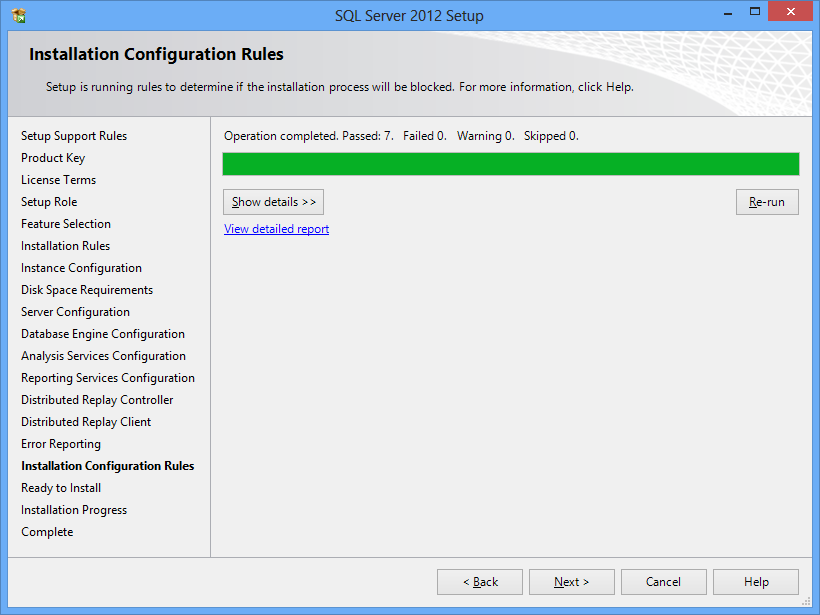 SQL Server 2012 Setup
Installation Configuration Rules
Setup is running rules to determine if the installation process will be blocked. For more information, click Help.
Setup Support Rules
Product Key
License Terms
Setup Role
Feature Selection
Installation Rules
Instance Configuration
Disk Space Requirements
Server Configuration
Database Engine Configuration
Analysis Services Configuration
Reporting Services Configuration
Distributed Replay Controller
Distributed Replay Client
Error Reporting
Installation Configuration Rules
Ready to Install
Installation Progress
Complete
Operation completed. Passed: 7. Failed 0. Warning 0. Skipped 0.
Show details >>
Re-run
View detailed report
< Back
Next >
Cancel
Help